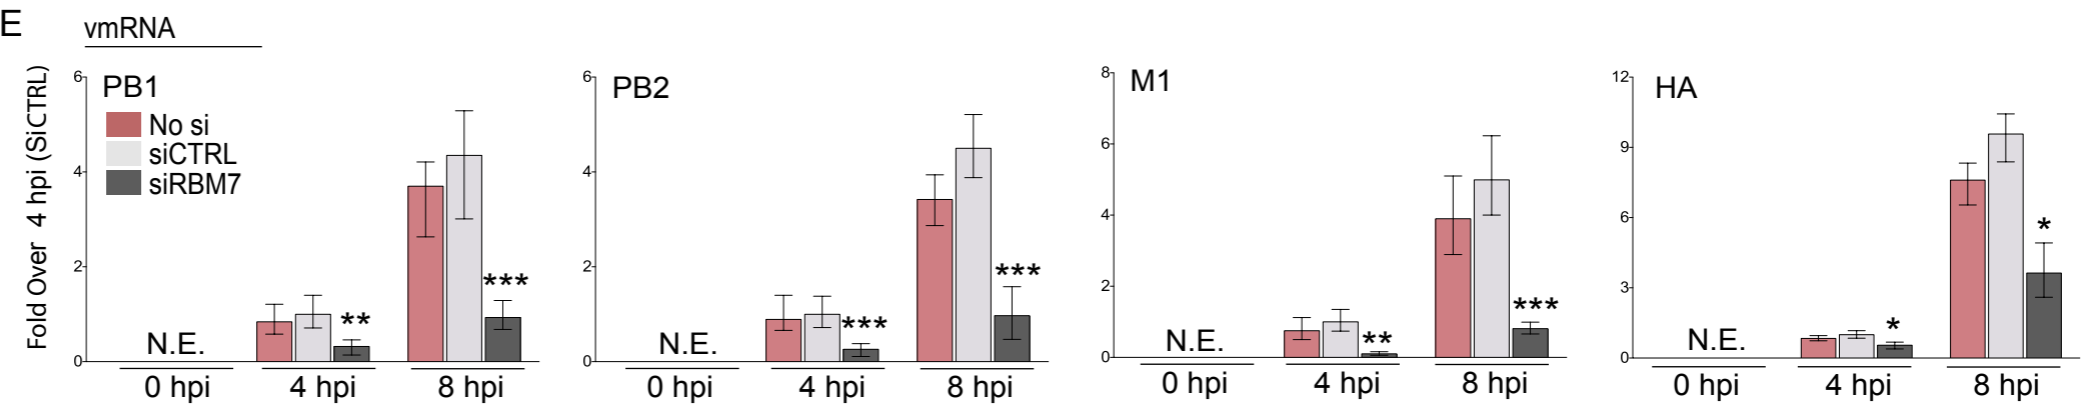 E
vmRNA
Fold Over 4 hpi (SiCTRL)
PB1
No si
siCTRL
siRBM7
6
4
2
0
N.E.
**
***
0 hpi
4 hpi
8 hpi
PB2
6
4
2
0
N.E.
***
***
0 hpi
4 hpi
8 hpi
M1
8
6
4
2
0
N.E.
**
***
0 hpi
4 hpi
8 hpi
HA
12
9
6
3
0
N.E.
*
*
0 hpi
4 hpi
8 hpi